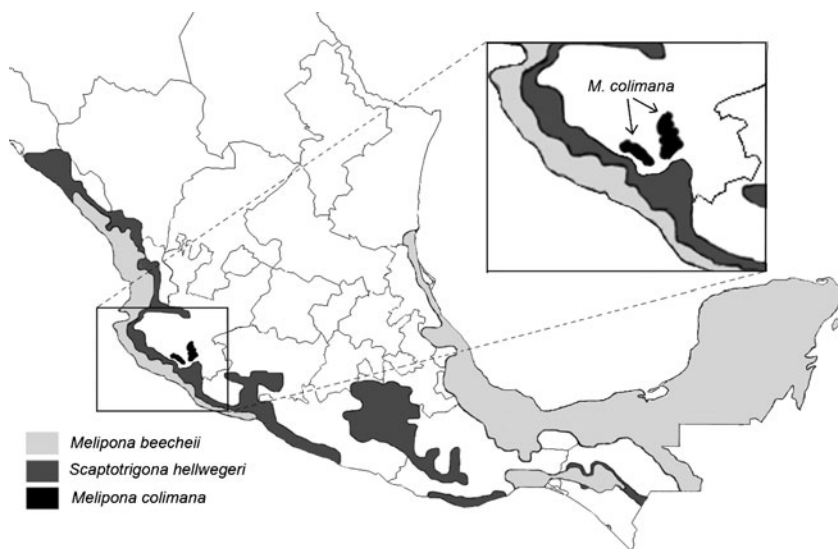 M. colimana
Melipona beecheii
Scaptotrigona hellwegeri
Melipona colimana